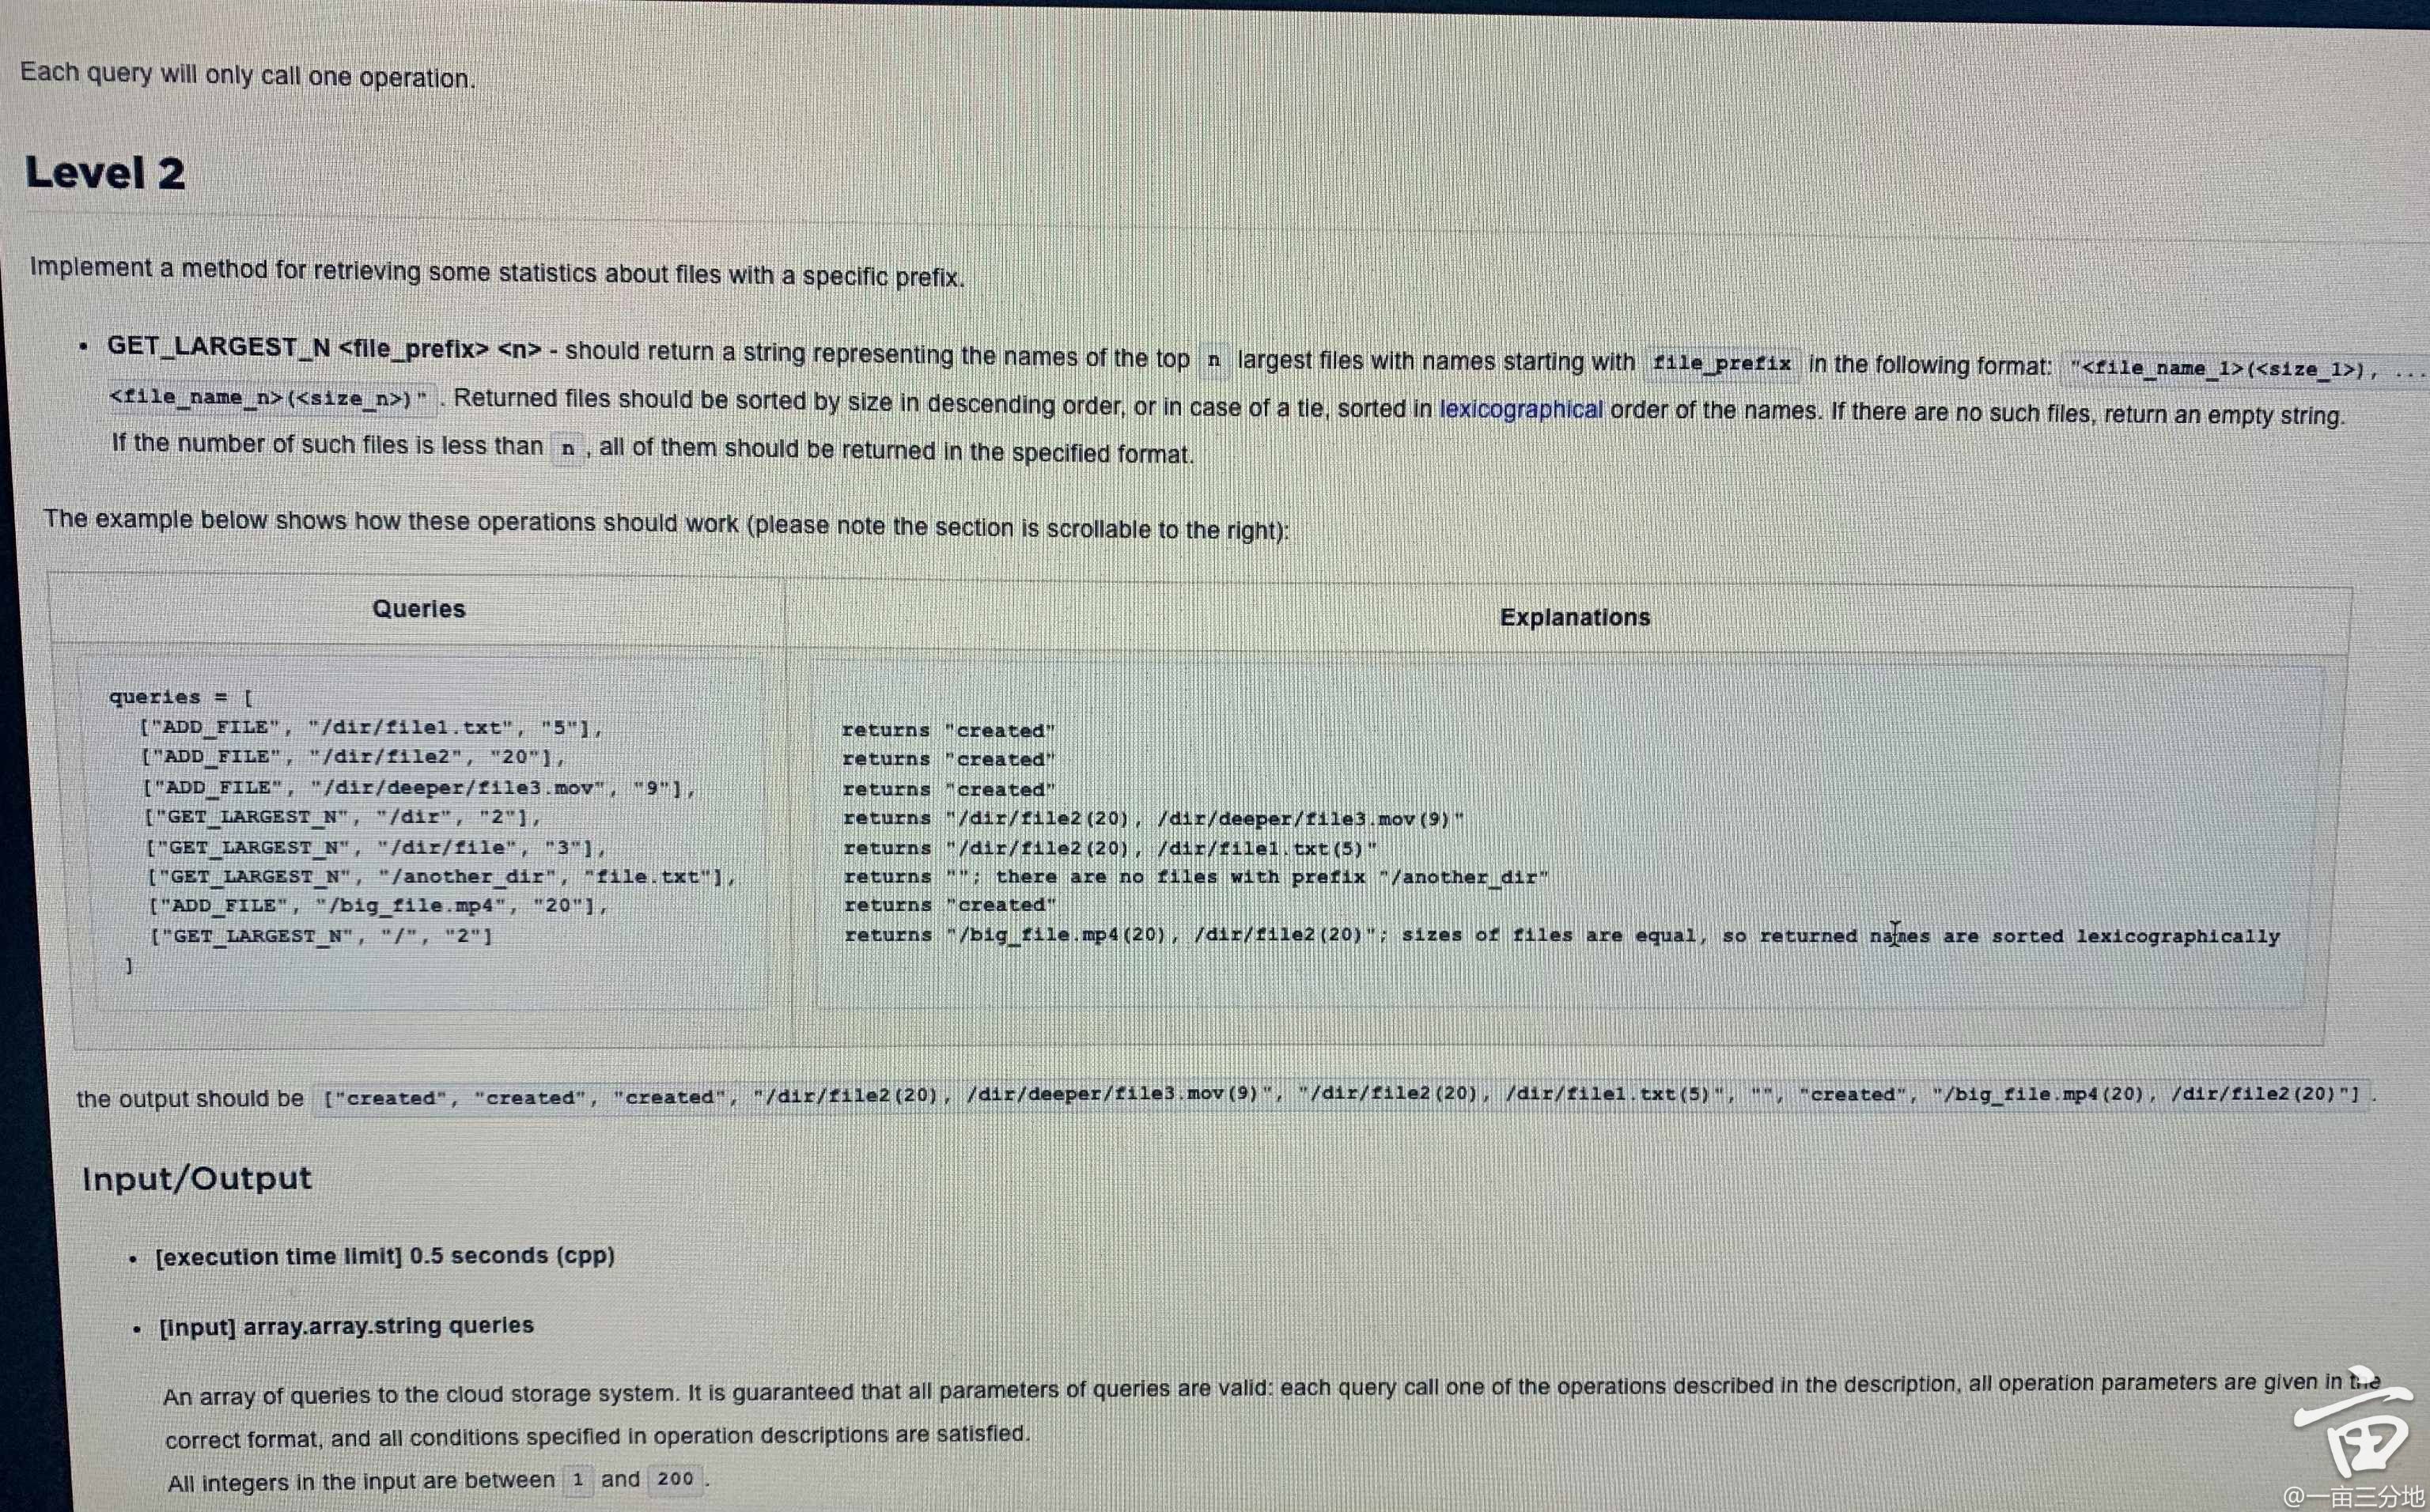 Each query will only call one operation.
Level 2
Implement a method for retrieving some statistics about files with a specific prefix.
• GET_LARGEST_N <file_prefix> <n> - should return a string representing the names of the top n largest files with names starting with file_prefix in the following format: "<file_name_1>(<size_1>), ...
<file_name_n>(<size_n>)" . Returned files should be sorted by size in descending order, or in case of a tie, sorted in lexicographical order of the names. If there are no such files, return an empty string.
If the number of such files is less than n , all of them should be returned in the specified format.
The example below shows how these operations should work (please note the section is scrollable to the right):
Queries
Explanations
queries = [
["ADD_FILE", "/dir/file1.txt", "5"],
["ADD_FILE", "/dir/file2", "20"],
["ADD_FILE", "/dir/deeper/file3.mov", "9"],
["GET_LARGEST_N", "/dir", "2"],
["GET_LARGEST_N", "/dir/file", "3"],
["GET_LARGEST_N", "/another_dir", "file.txt"],
["ADD_FILE", "/big_file.mp4", "20"],
["GET_LARGEST_N", "/", "2"]
]
returns "created"
returns "created"
returns "created"
returns "/dir/file2(20), /dir/deeper/file3.mov(9)"
returns "/dir/file2(20), /dir/file1.txt(5)"
returns ""; there are no files with prefix "/another_dir"
returns "created"
returns "/big_file.mp4(20), /dir/file2(20)"; sizes of files are equal, so returned names are sorted lexicographically
the output should be ["created", "created", "created", "/dir/file2(20), /dir/deeper/file3.mov(9)", "/dir/file2(20), /dir/file1.txt(5)", "", "created", "/big_file.mp4(20), /dir/file2(20)"] .
Input/Output
• [execution time limit] 0.5 seconds (cpp)
• [input] array.array.string queries
An array of queries to the cloud storage system. It is guaranteed that all parameters of queries are valid: each query call one of the operations described in the description, all operation parameters are given in the
correct format, and all conditions specified in operation descriptions are satisfied.
All integers in the input are between 1 and 200 .
@一亩三分地